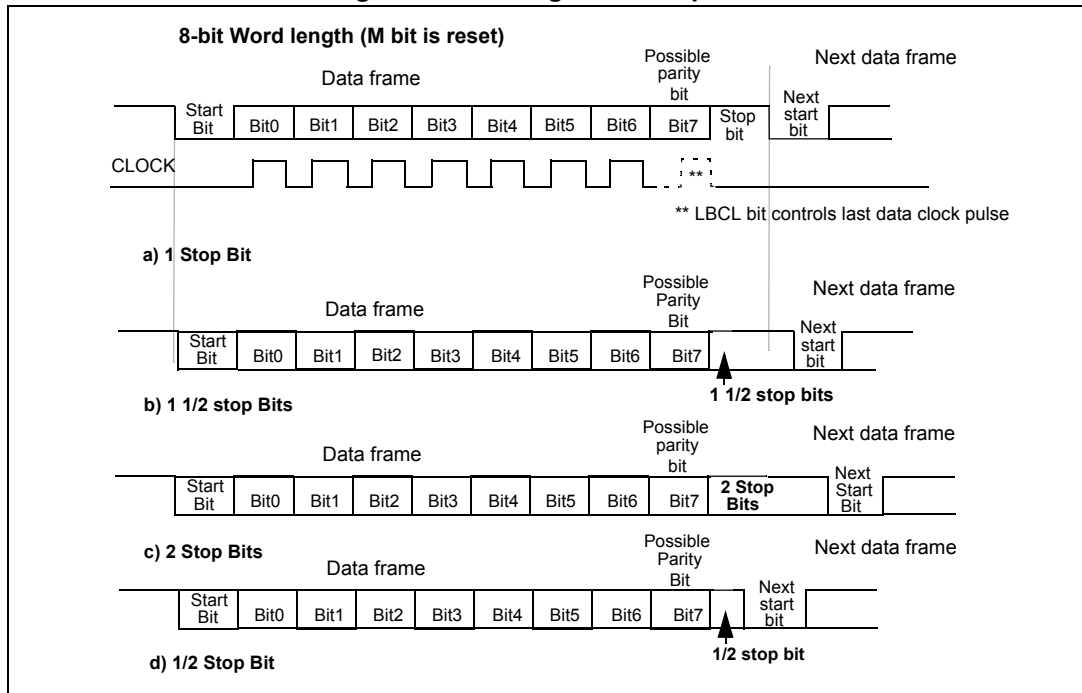 8-bit Word length (M bit is reset)
Possible
parity
bit
Next data frame
Data frame
Start
Bit
Bit0
Bit1
Bit2
Bit3
Bit4
Bit5
Bit6
Bit7
Stop
bit
Next
start
bit
CLOCK
**
** LBCL bit controls last data clock pulse
a) 1 Stop Bit
Possible
Parity
Bit
Next data frame
Data frame
Start
Bit
Bit0
Bit1
Bit2
Bit3
Bit4
Bit5
Bit6
Bit7
Next
start
bit
1 1/2 stop bits
b) 1 1/2 stop Bits
Possible
parity
bit
Next data frame
Data frame
Start
Bit
Bit0
Bit1
Bit2
Bit3
Bit4
Bit5
Bit6
Bit7
2 Stop
Bits
Next
Start
Bit
c) 2 Stop Bits
Possible
Parity
Bit
Next data frame
Data frame
Start
Bit
Bit0
Bit1
Bit2
Bit3
Bit4
Bit5
Bit6
Bit7
Next
start
bit
1/2 stop bit
d) 1/2 Stop Bit